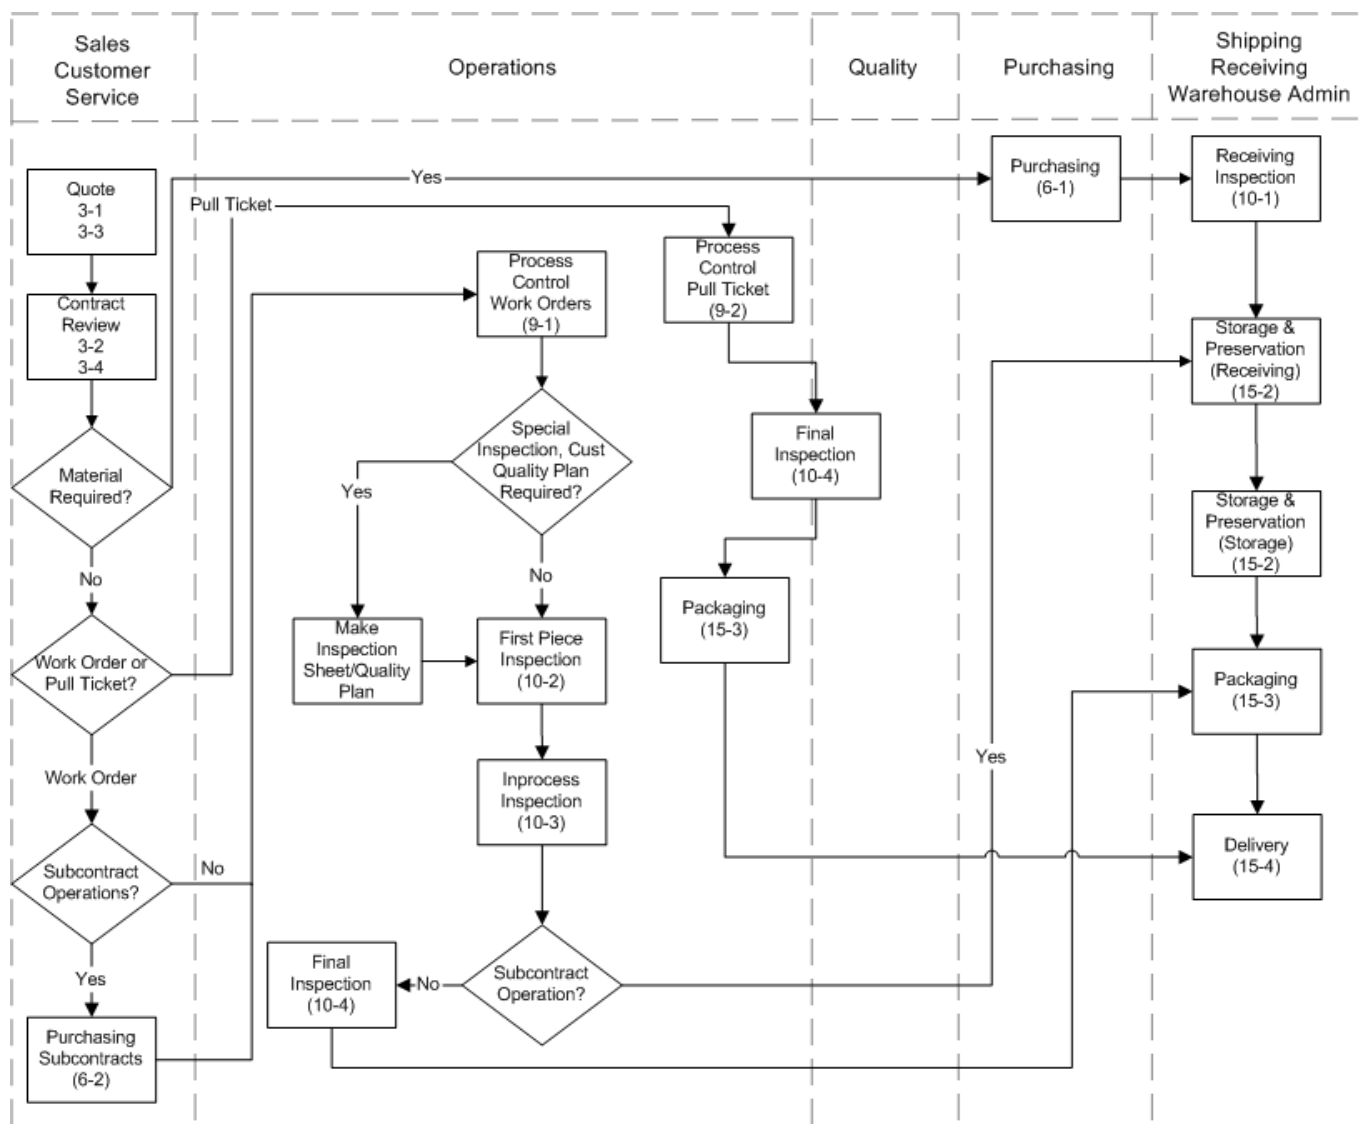 Sales
Customer
Service
Operations
Quality
Purchasing
Shipping
Receiving
Warehouse Admin
Quote
3-1
3-3
Contract
Review
3-2
3-4
Material
Required?
No
Work Order or
Pull Ticket?
Work Order
Subcontract
Operations?
Yes
Purchasing
Subcontracts
(6-2)
Yes
Pull Ticket
No
Process
Control
Work Orders
(9-1)
Special
Inspection, Cust
Quality Plan
Required?
Yes
No
Make
Inspection
Sheet/Quality
Plan
First Piece
Inspection
(10-2)
Inprocess
Inspection
(10-3)
Subcontract
Operation?
No
Final
Inspection
(10-4)
Process
Control
Pull Ticket
(9-2)
Final
Inspection
(10-4)
Packaging
(15-3)
Yes
Purchasing
(6-1)
Receiving
Inspection
(10-1)
Storage &
Preservation
(Receiving)
(15-2)
Storage &
Preservation
(Storage)
(15-2)
Packaging
(15-3)
Delivery
(15-4)